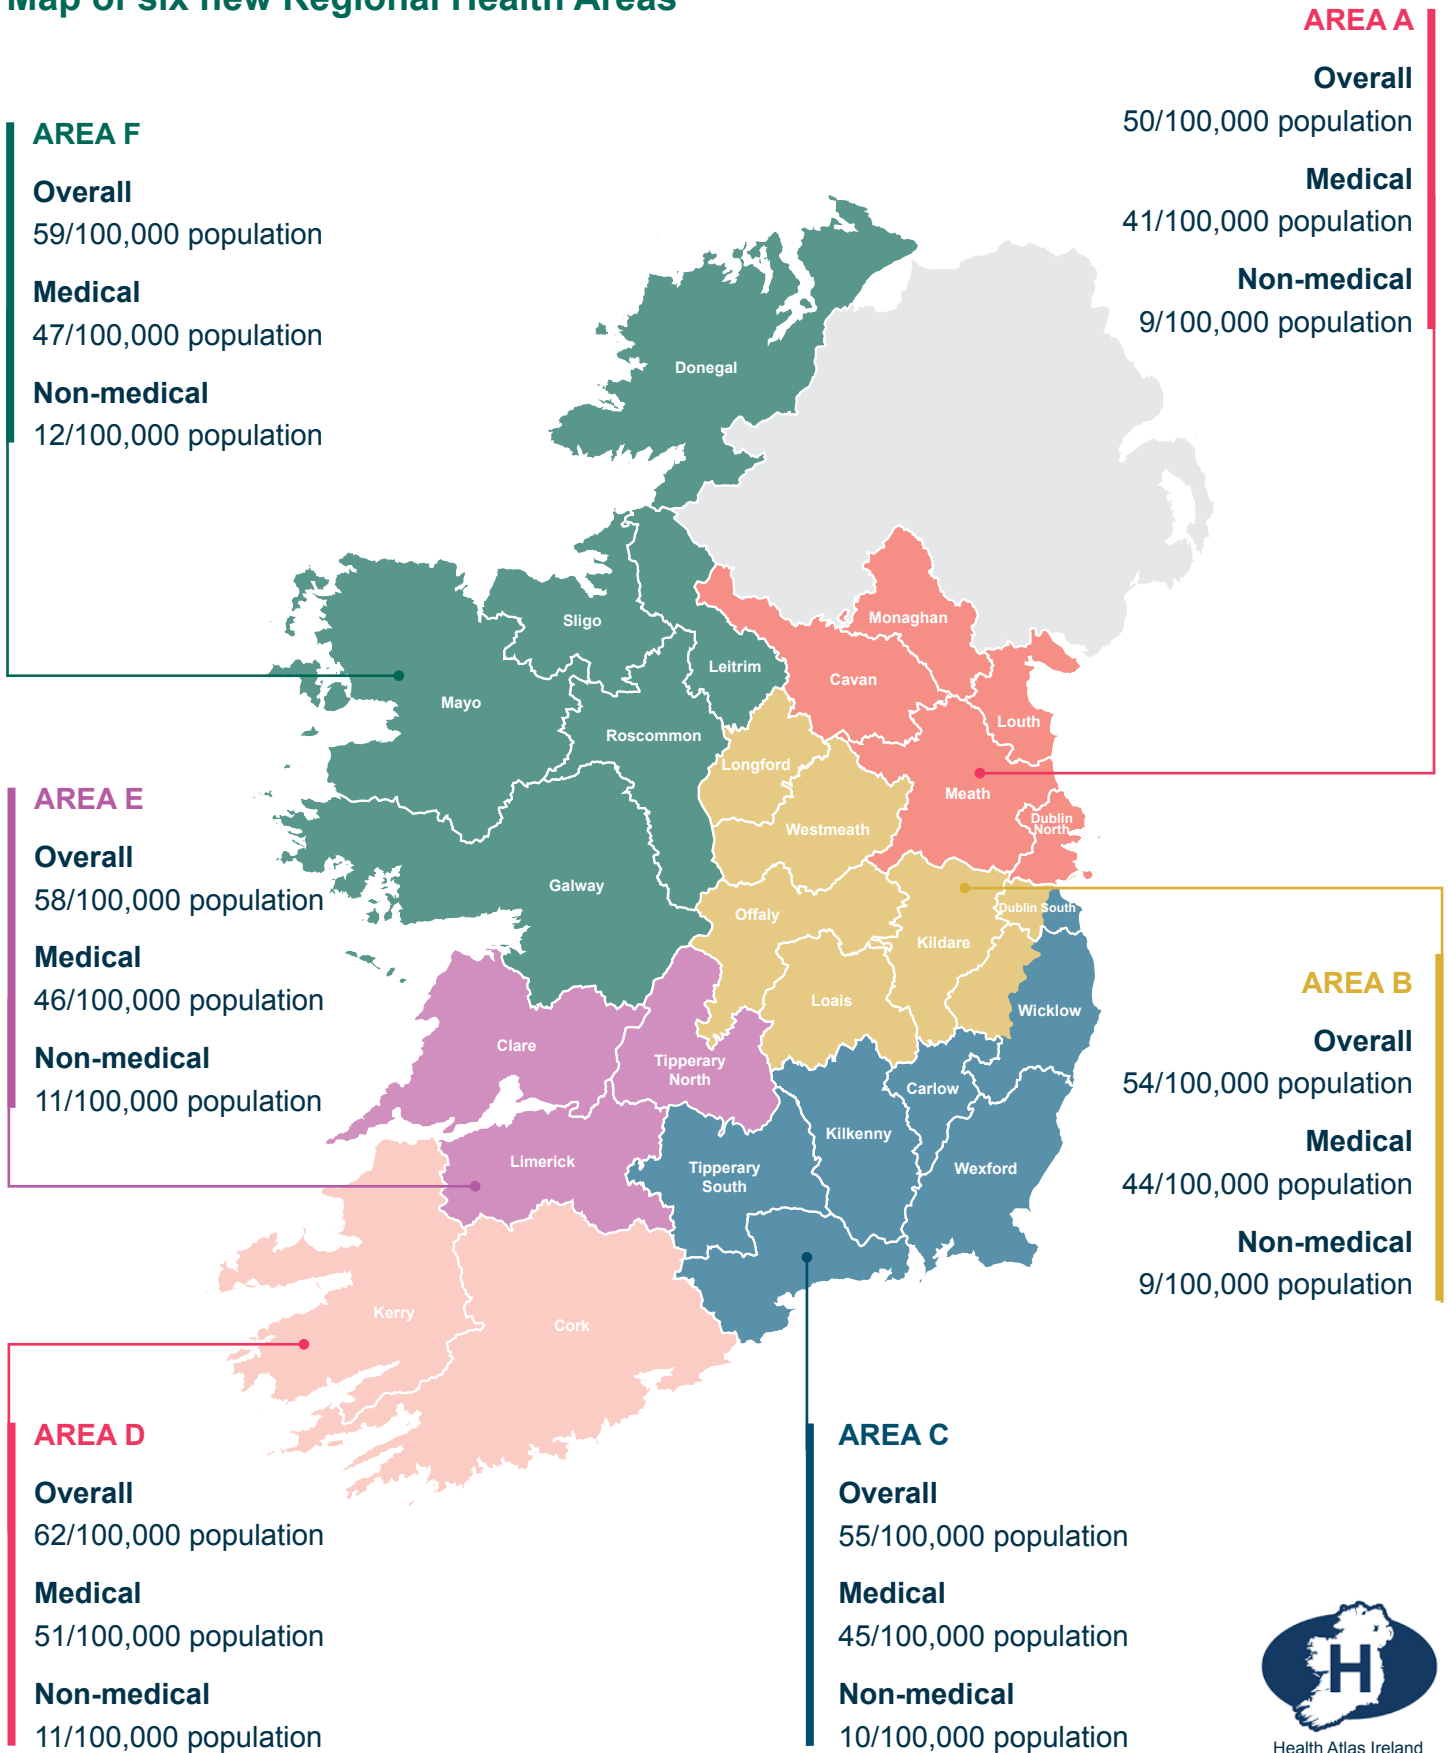 Map of six new Regional Health Areas
AREA A
Overall
50/100,000 population
Medical
41/100,000 population
Non-medical
9/100,000 population
AREA F
Overall
59/100,000 population
Medical
47/100,000 population
Non-medical
12/100,000 population
Donegal
Sligo
Monaghan
Leitrim
Cavan
Mayo
Louth
Roscommon
Longford
Meath
Dublin
North
Westmeath
Galway
Offaly
Dublin South
Kildare
Loais
Wicklow
Clare
Tipperary
North
Carlow
Kilkenny
Limerick
Tipperary
South
Wexford
Kerry
Cork
AREA E
Overall
58/100,000 population
Medical
46/100,000 population
Non-medical
11/100,000 population
AREA B
Overall
54/100,000 population
Medical
44/100,000 population
Non-medical
9/100,000 population
AREA D
Overall
62/100,000 population
Medical
51/100,000 population
Non-medical
11/100,000 population
AREA C
Overall
55/100,000 population
Medical
45/100,000 population
Non-medical
10/100,000 population
H
Health Atlas Ireland